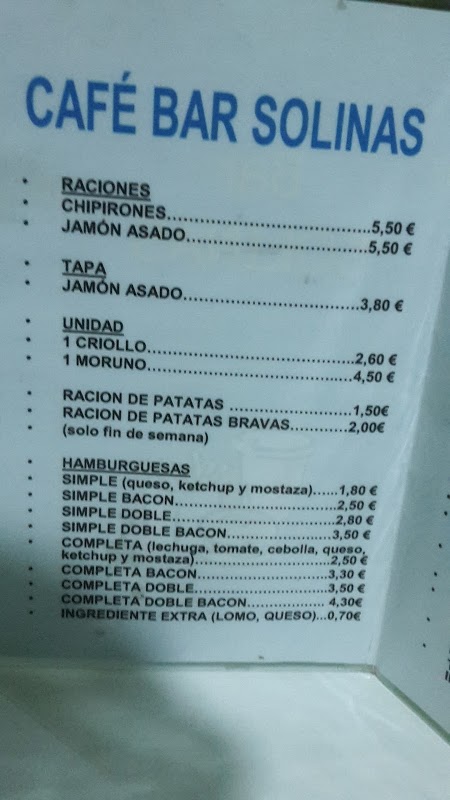 CAFÉ BAR SOLINAS
• RACIONES
• CHIPIRONES.......................................5,50 €
• JAMÓN ASADO...................................5,50 €
• TAPA
• JAMÓN ASADO..................................3,80 €
• UNIDAD
• 1 CRIOLLO........................................2,60 €
• 1 MORUNO........................................4,50 €
• RACION DE PATATAS .......................1,50€
• RACION DE PATATAS BRAVAS...........2,00€
• (solo fin de semana)
• HAMBURGUESAS
• SIMPLE (queso, ketchup y mostaza)......1,80 €
• SIMPLE BACON.................................2,50 €
• SIMPLE DOBLE.................................2,80 €
• SIMPLE DOBLE BACON.......................3,50 €
• COMPLETA (lechuga, tomate, cebolla, queso,
ketchup y mostaza)............................2,50 €
• COMPLETA BACON...........................3,30 €
• COMPLETA DOBLE...........................3,50 €
• COMPLETA DOBLE BACON................. 4,30€
• INGREDIENTE EXTRA (LOMO, QUESO)...0,70€